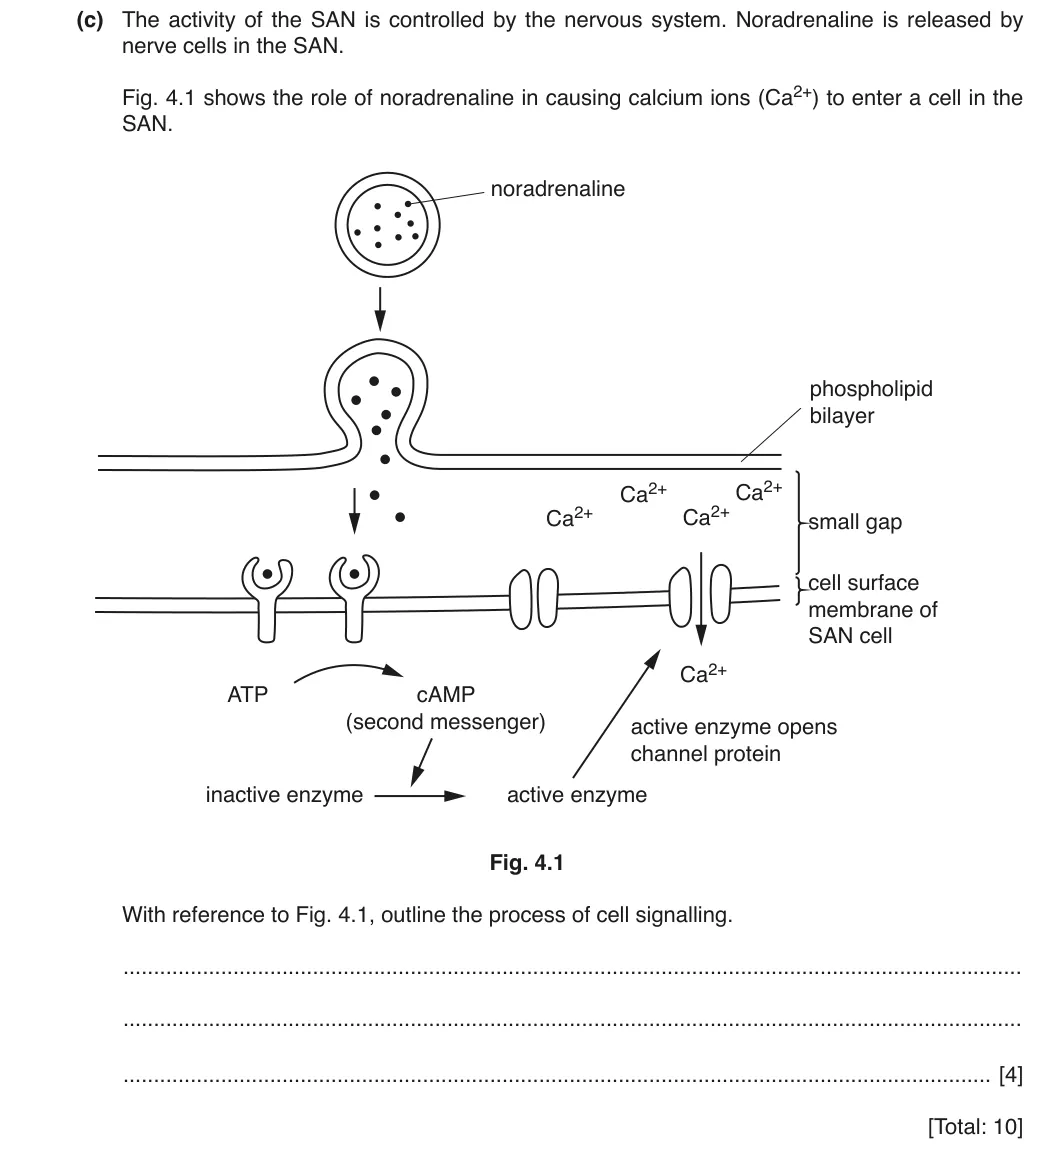 (c) The activity of the SAN is controlled by the nervous system. Noradrenaline is released by
nerve cells in the SAN.
Fig. 4.1 shows the role of noradrenaline in causing calcium ions (Ca²⁺) to enter a cell in the
SAN.
noradrenaline
phospholipid
bilayer
Ca²⁺
Ca²⁺
Ca²⁺
Ca²⁺
small gap
cell surface
membrane of
SAN cell
Ca²⁺
ATP
cAMP
(second messenger)
active enzyme opens
channel protein
inactive enzyme
active enzyme
Fig. 4.1
With reference to Fig. 4.1, outline the process of cell signalling.
[4]
[Total: 10]